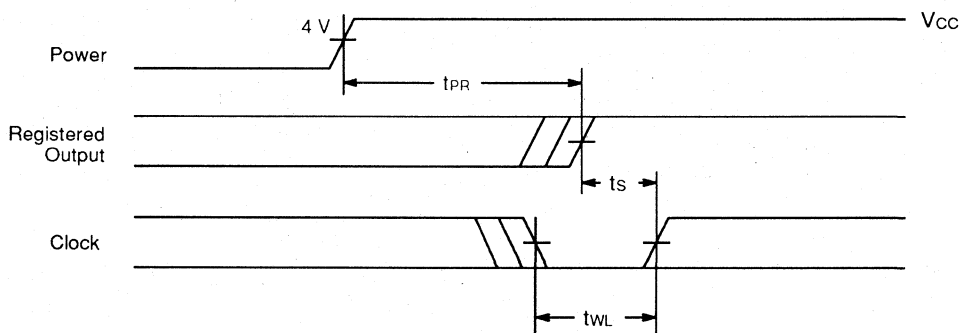 4 V
VCC
Power
tPR
Registered
Output
tS
Clock
tWL